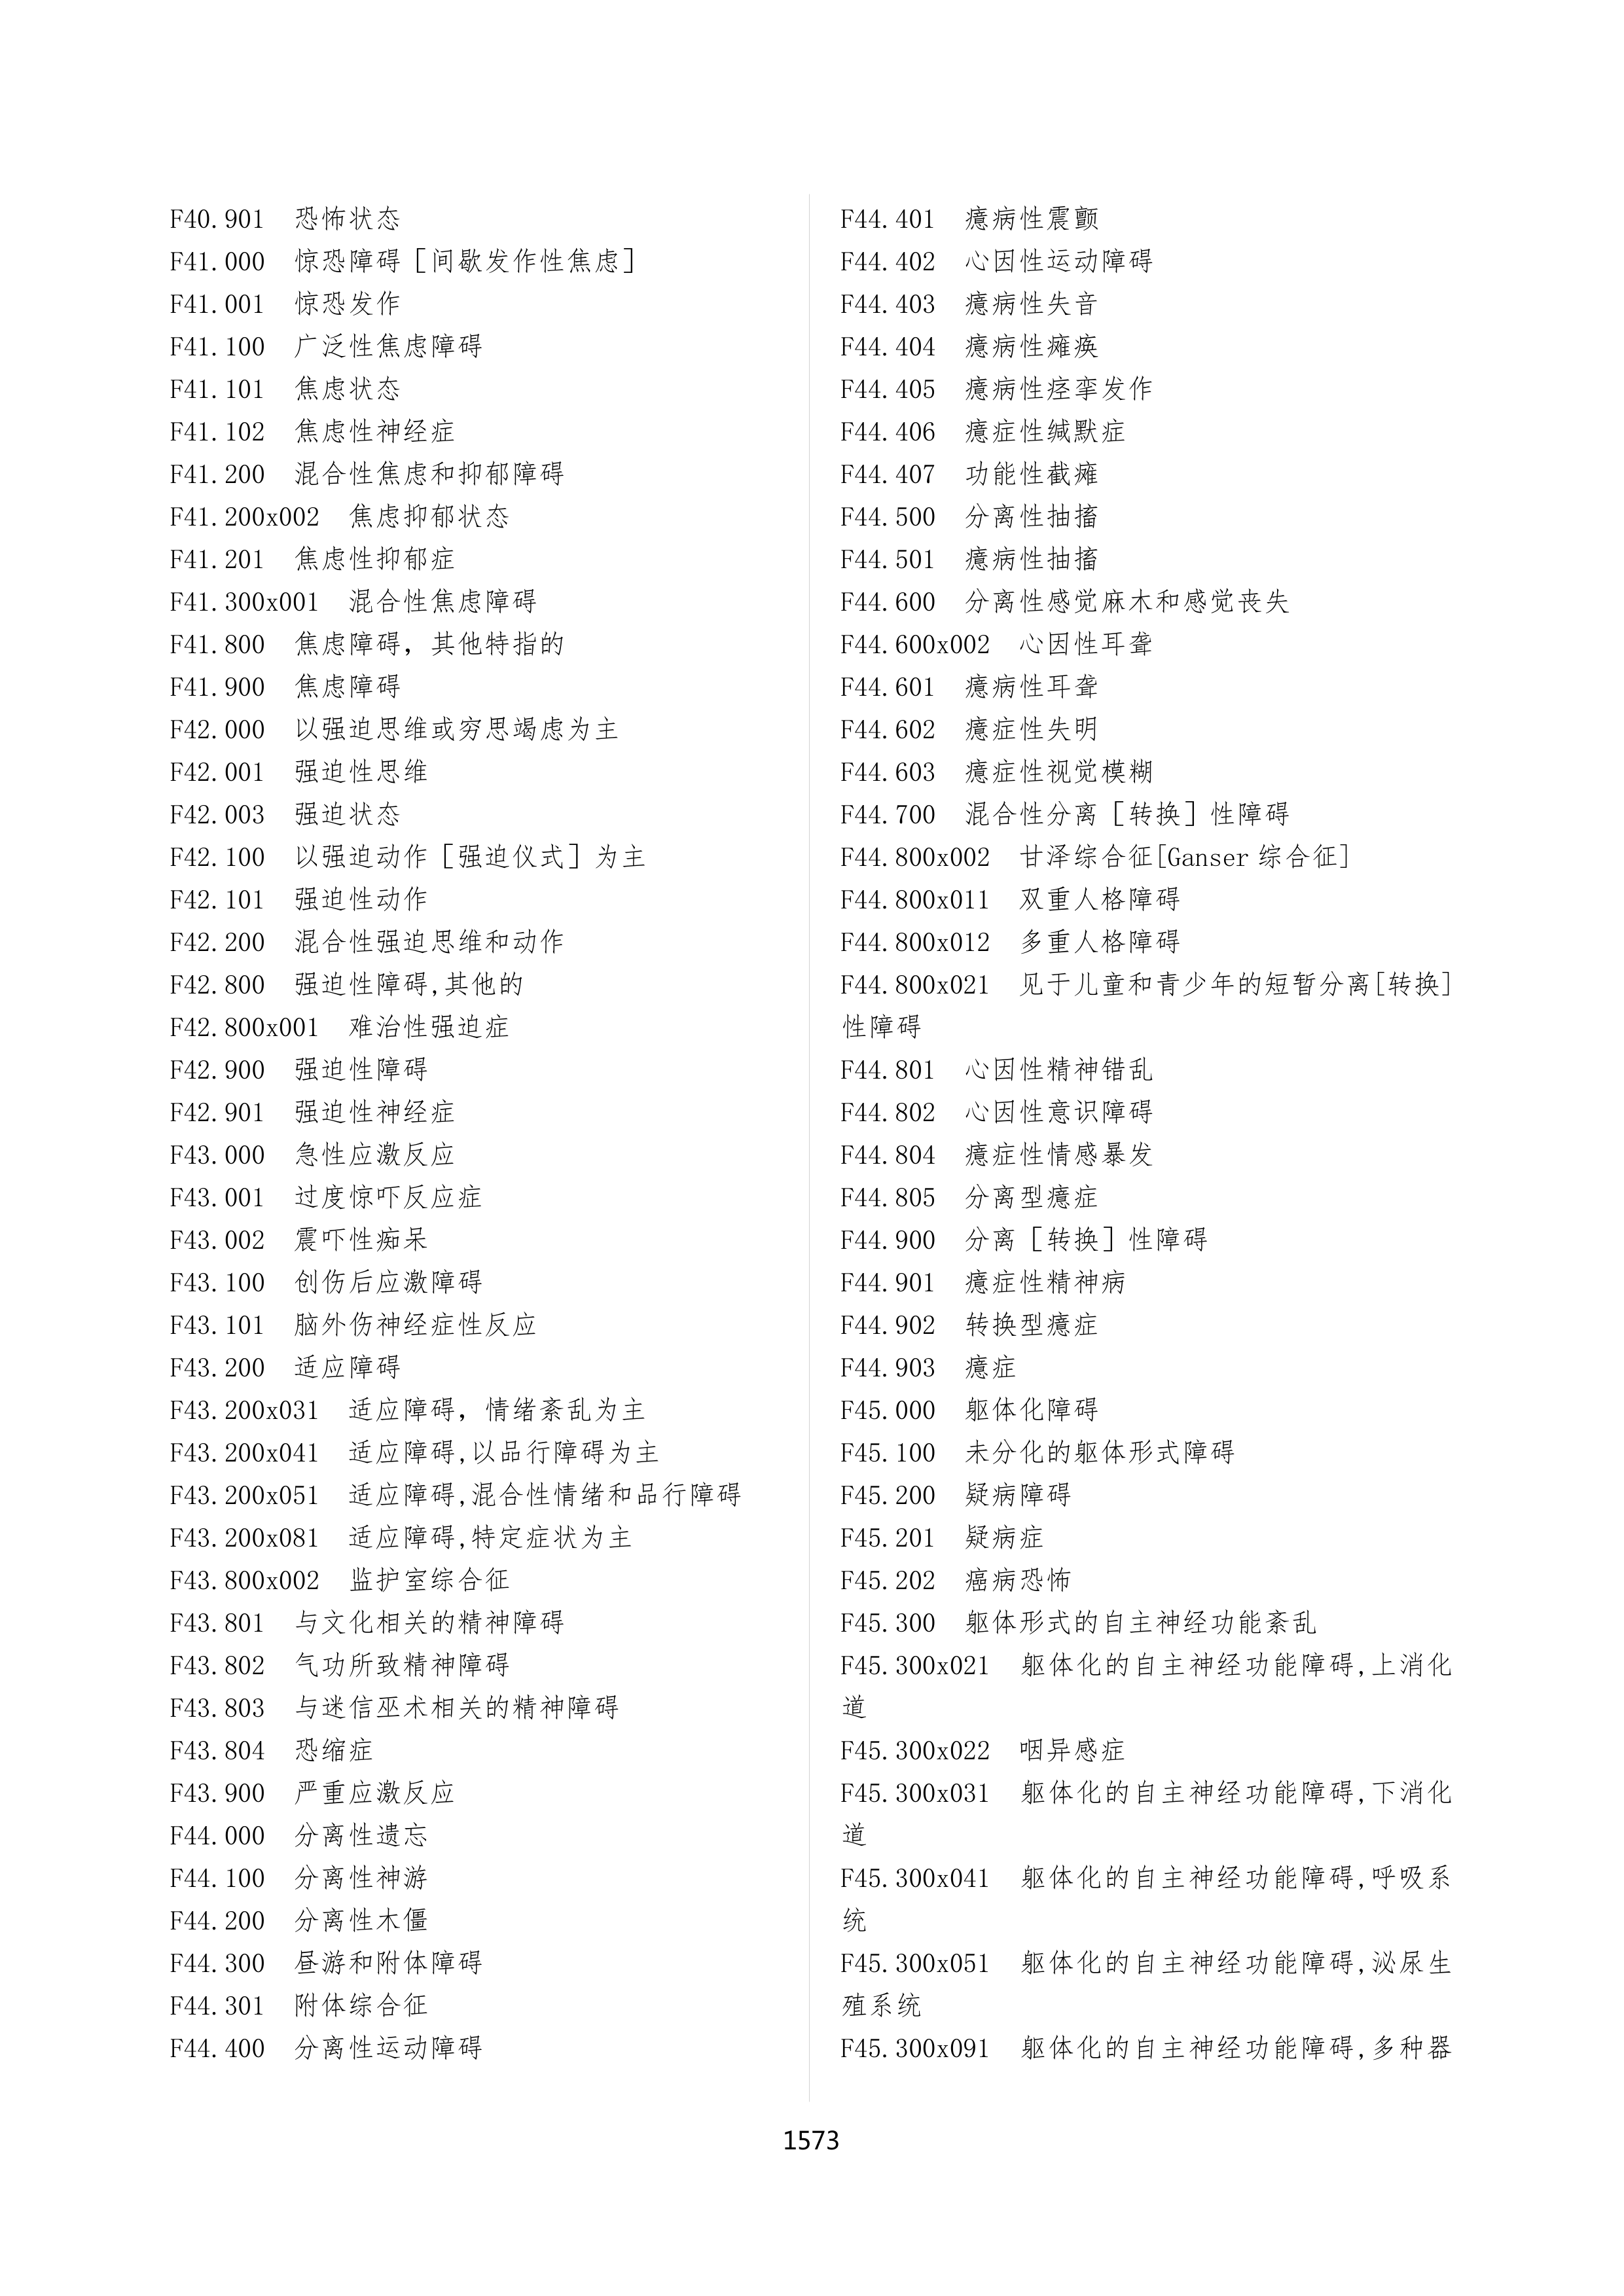 F40.901 恐怖状态
F41.000 惊恐障碍［间歇发作性焦虑］
F41.001 惊恐发作
F41.100 广泛性焦虑障碍
F41.101 焦虑状态
F41.102 焦虑性神经症
F41.200 混合性焦虑和抑郁障碍
F41.200x002 焦虑抑郁状态
F41.201 焦虑性抑郁症
F41.300x001 混合性焦虑障碍
F41.800 焦虑障碍，其他特指的
F41.900 焦虑障碍
F42.000 以强迫思维或穷思竭虑为主
F42.001 强迫性思维
F42.003 强迫状态
F42.100 以强迫动作［强迫仪式］为主
F42.101 强迫性动作
F42.200 混合性强迫思维和动作
F42.800 强迫性障碍,其他的
F42.800x001 难治性强迫症
F42.900 强迫性障碍
F42.901 强迫性神经症
F43.000 急性应激反应
F43.001 过度惊吓反应症
F43.002 震吓性痴呆
F43.100 创伤后应激障碍
F43.101 脑外伤神经症性反应
F43.200 适应障碍
F43.200x031 适应障碍，情绪紊乱为主
F43.200x041 适应障碍,以品行障碍为主
F43.200x051 适应障碍,混合性情绪和品行障碍
F43.200x081 适应障碍,特定症状为主
F43.800x002 监护室综合征
F43.801 与文化相关的精神障碍
F43.802 气功所致精神障碍
F43.803 与迷信巫术相关的精神障碍
F43.804 恐缩症
F43.900 严重应激反应
F44.000 分离性遗忘
F44.100 分离性神游
F44.200 分离性木僵
F44.300 昼游和附体障碍
F44.301 附体综合征
F44.400 分离性运动障碍
F44.401 癔病性震颤
F44.402 心因性运动障碍
F44.403 癔病性失音
F44.404 癔病性瘫痪
F44.405 癔病性痉挛发作
F44.406 癔症性缄默症
F44.407 功能性截瘫
F44.500 分离性抽搐
F44.501 癔病性抽搐
F44.600 分离性感觉麻木和感觉丧失
F44.600x002 心因性耳聋
F44.601 癔病性耳聋
F44.602 癔症性失明
F44.603 癔症性视觉模糊
F44.700 混合性分离［转换］性障碍
F44.800x002 甘泽综合征[Ganser 综合征]
F44.800x011 双重人格障碍
F44.800x012 多重人格障碍
F44.800x021 见于儿童和青少年的短暂分离[转换]
性障碍
F44.801 心因性精神错乱
F44.802 心因性意识障碍
F44.804 癔症性情感暴发
F44.805 分离型癔症
F44.900 分离［转换］性障碍
F44.901 癔症性精神病
F44.902 转换型癔症
F44.903 癔症
F45.000 躯体化障碍
F45.100 未分化的躯体形式障碍
F45.200 疑病障碍
F45.201 疑病症
F45.202 癌病恐怖
F45.300 躯体形式的自主神经功能紊乱
F45.300x021 躯体化的自主神经功能障碍,上消化
道
F45.300x022 咽异感症
F45.300x031 躯体化的自主神经功能障碍,下消化
道
F45.300x041 躯体化的自主神经功能障碍,呼吸系
统
F45.300x051 躯体化的自主神经功能障碍,泌尿生
殖系统
F45.300x091 躯体化的自主神经功能障碍,多种器
1573